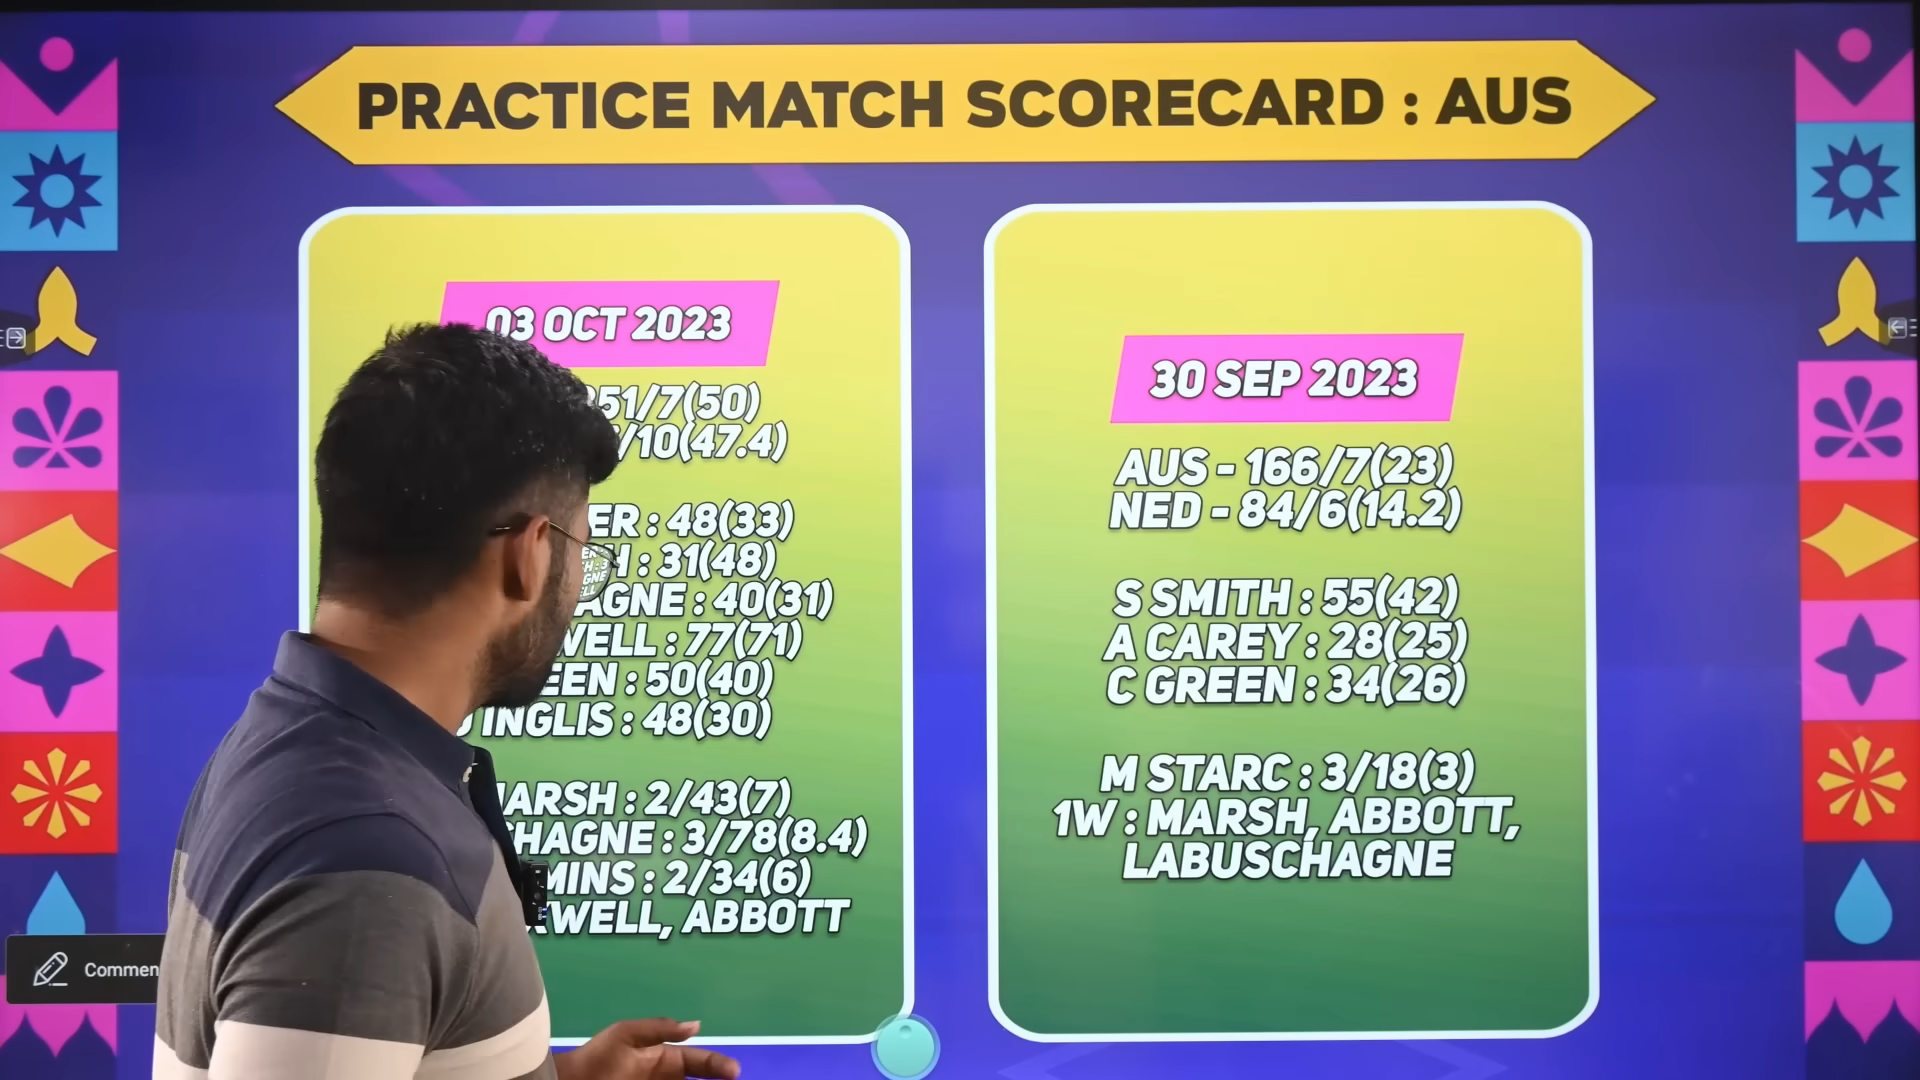 PRACTICE MATCH SCORECARD : AUS
03 OCT 2023
51/7(50)
/10(47.4)
ER : 48(33)
H : 31(48)
AGNE : 40(31)
WELL : 77(71)
EEN : 50(40)
INGLIS : 48(30)
ARSH : 2/43(7)
CHAGNE : 3/78(8.4)
MINS : 2/34(6)
XWELL, ABBOTT
30 SEP 2023
AUS - 166/7(23)
NED - 84/6(14.2)
S SMITH : 55(42)
A CAREY : 28(25)
C GREEN : 34(26)
M STARC : 3/18(3)
1W : MARSH, ABBOTT,
LABUSCHAGNE
Commen